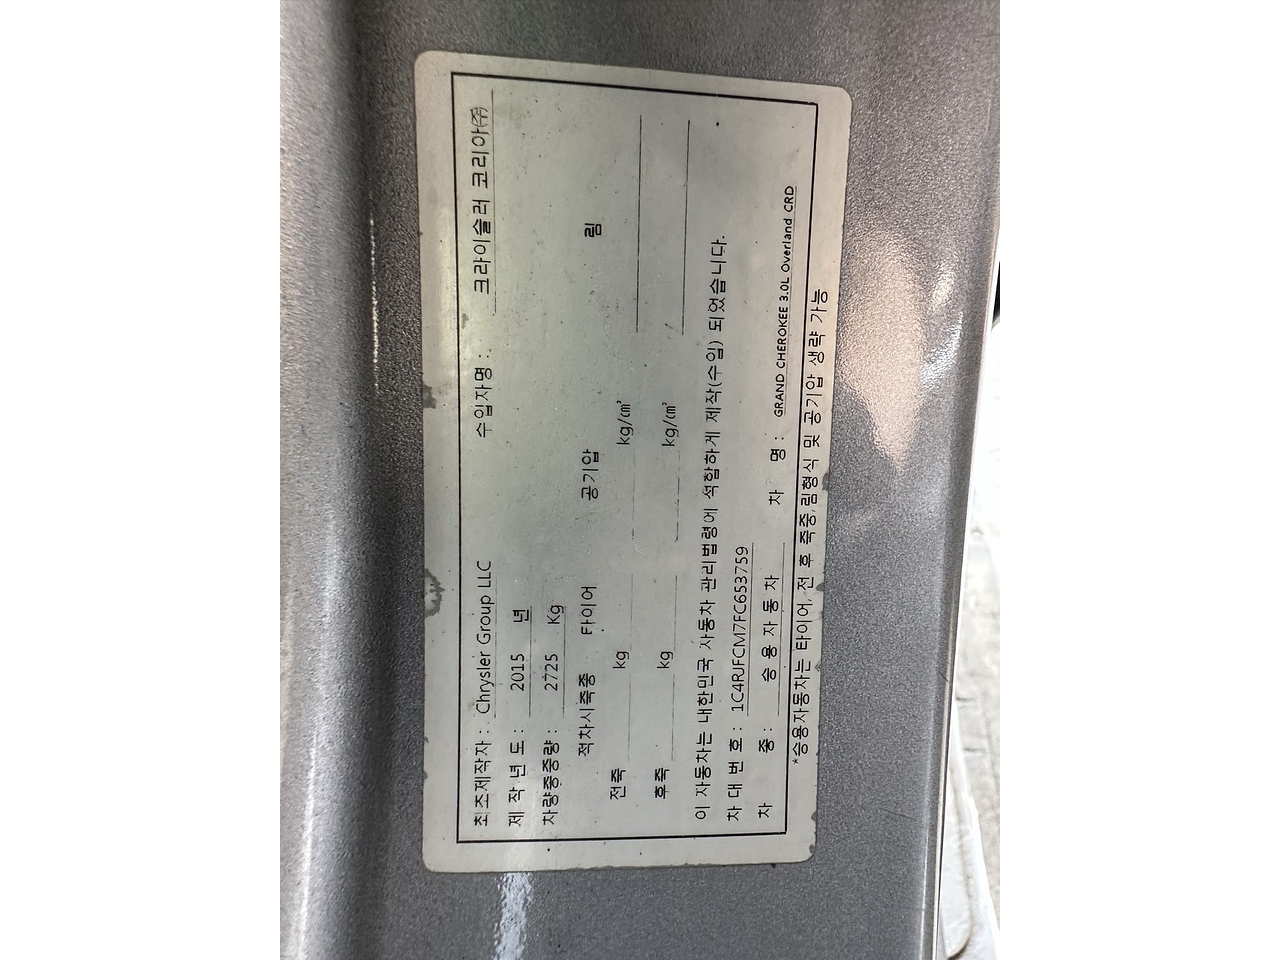 최초제작자 : Chrysler Group LLC 수입자명 : 크라이슬러 코리아㈜
제 작 년 도 : 2015 년
차량총중량 : 2725 Kg
적차시축중 타이어 공기압 림
전축 kg kg/㎠
후축 kg kg/㎠
이 자동차는 대한민국 자동차 관리법령에 적합하게 제작(수입) 되었습니다.
차 대 번 호 : 1C4RJFCM7FC653759
차 종 : 승용자동차 차 명 : GRAND CHEROKEE 3.0L Overland CRD
*승용자동차는 타이어, 전 후 축중,림형식 및 공기압 생략 가능